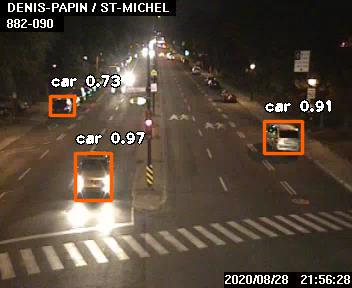 DENIS-PAPIN / ST-MICHEL
882-090
car 0.73
car 0.91
car 0.97
2020/08/28 21:56:28